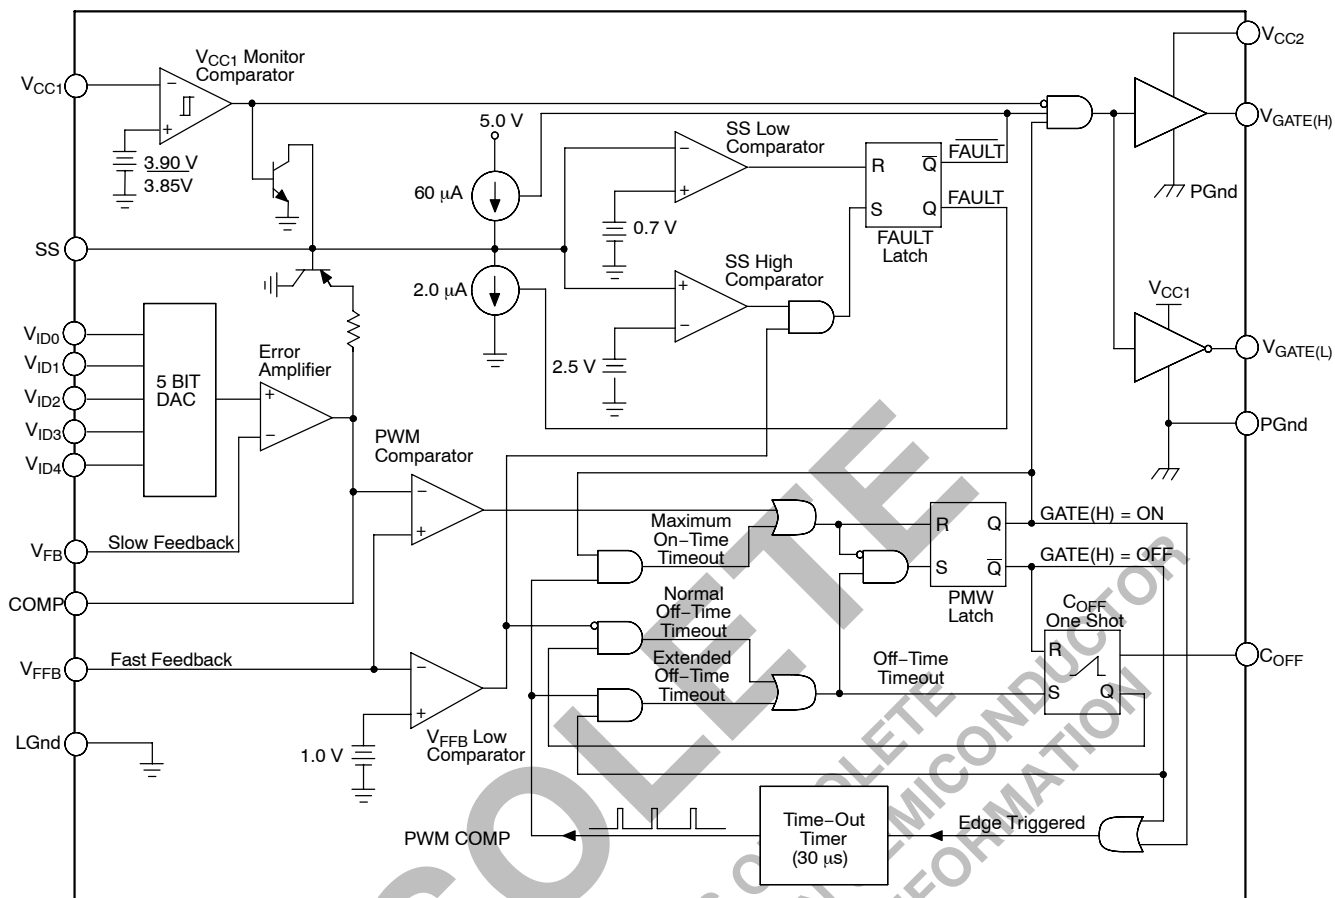 VCC1
VCC1 Monitor
Comparator
−
+
3.90 V
3.85V
5.0 V
60 μA
SS Low
Comparator
−
+
0.7 V
FAULT
R
Q
S
Q
FAULT
FAULT
Latch
VCC2
VGATE(H)
PGnd
SS
2.0 μA
SS High
Comparator
+
−
2.5 V
VCC1
VGATE(L)
PGnd
VID0
VID1
VID2
VID3
VID4
5 BIT
DAC
Error
Amplifier
+
−
PWM
Comparator
−
+
VFB
Slow Feedback
COMP
VFFB
Fast Feedback
LGnd
−
+
1.0 V
VFFB Low
Comparator
Maximum
On−Time
Timeout
Normal
Off−Time
Timeout
Extended
Off−Time
Timeout
R
Q
S
Q
PMW
Latch
GATE(H) = ON
GATE(H) = OFF
COFF
One Shot
R
S
Q
COFF
Off−Time
Timeout
PWM COMP
Time−Out
Timer
(30 μs)
Edge Triggered
OLETE
OLETE
EMICONDUCTOR
FORMATION